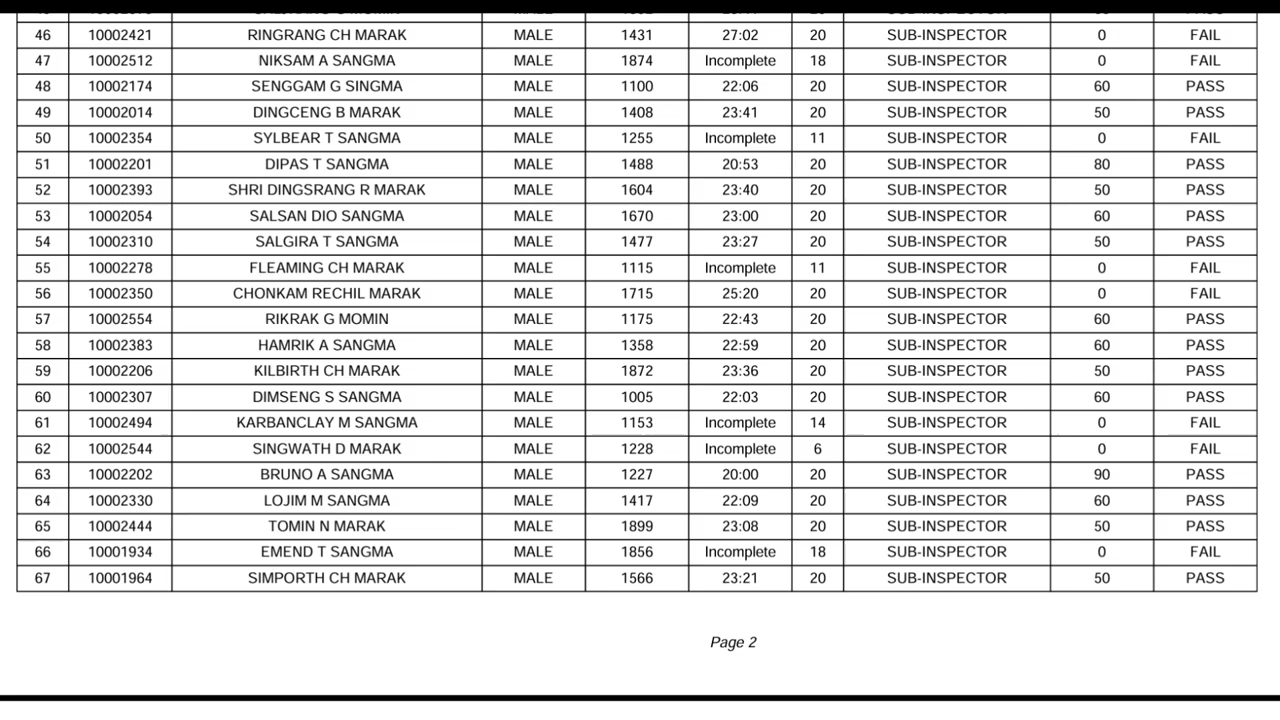 46 10002421 RINGRANG CH MARAK MALE 1431 27:02 20 SUB-INSPECTOR 0 FAIL
47 10002512 NIKSAM A SANGMA MALE 1874 Incomplete 18 SUB-INSPECTOR 0 FAIL
48 10002174 SENGGAM G SINGMA MALE 1100 22:06 20 SUB-INSPECTOR 60 PASS
49 10002014 DINGCENG B MARAK MALE 1408 23:41 20 SUB-INSPECTOR 50 PASS
50 10002354 SYLBEAR T SANGMA MALE 1255 Incomplete 11 SUB-INSPECTOR 0 FAIL
51 10002201 DIPAS T SANGMA MALE 1488 20:53 20 SUB-INSPECTOR 80 PASS
52 10002393 SHRI DINGSRANG R MARAK MALE 1604 23:40 20 SUB-INSPECTOR 50 PASS
53 10002054 SALSAN DIO SANGMA MALE 1670 23:00 20 SUB-INSPECTOR 60 PASS
54 10002310 SALGIRA T SANGMA MALE 1477 23:27 20 SUB-INSPECTOR 50 PASS
55 10002278 FLEAMING CH MARAK MALE 1115 Incomplete 11 SUB-INSPECTOR 0 FAIL
56 10002350 CHONKAM RECHIL MARAK MALE 1715 25:20 20 SUB-INSPECTOR 0 FAIL
57 10002554 RIKRAK G MOMIN MALE 1175 22:43 20 SUB-INSPECTOR 60 PASS
58 10002383 HAMRIK A SANGMA MALE 1358 22:59 20 SUB-INSPECTOR 60 PASS
59 10002206 KILBIRTH CH MARAK MALE 1872 23:36 20 SUB-INSPECTOR 50 PASS
60 10002307 DIMSENG S SANGMA MALE 1005 22:03 20 SUB-INSPECTOR 60 PASS
61 10002494 KARBANCLAY M SANGMA MALE 1153 Incomplete 14 SUB-INSPECTOR 0 FAIL
62 10002544 SINGWATH D MARAK MALE 1228 Incomplete 6 SUB-INSPECTOR 0 FAIL
63 10002202 BRUNO A SANGMA MALE 1227 20:00 20 SUB-INSPECTOR 90 PASS
64 10002330 LOJIM M SANGMA MALE 1417 22:09 20 SUB-INSPECTOR 60 PASS
65 10002444 TOMIN N MARAK MALE 1899 23:08 20 SUB-INSPECTOR 50 PASS
66 10001934 EMEND T SANGMA MALE 1856 Incomplete 18 SUB-INSPECTOR 0 FAIL
67 10001964 SIMPORTH CH MARAK MALE 1566 23:21 20 SUB-INSPECTOR 50 PASS
Page 2